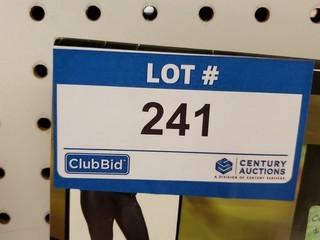 LOT #
241
ClubBid
CENTURY
AUCTIONS
A DIVISION OF CENTURY SERVICES